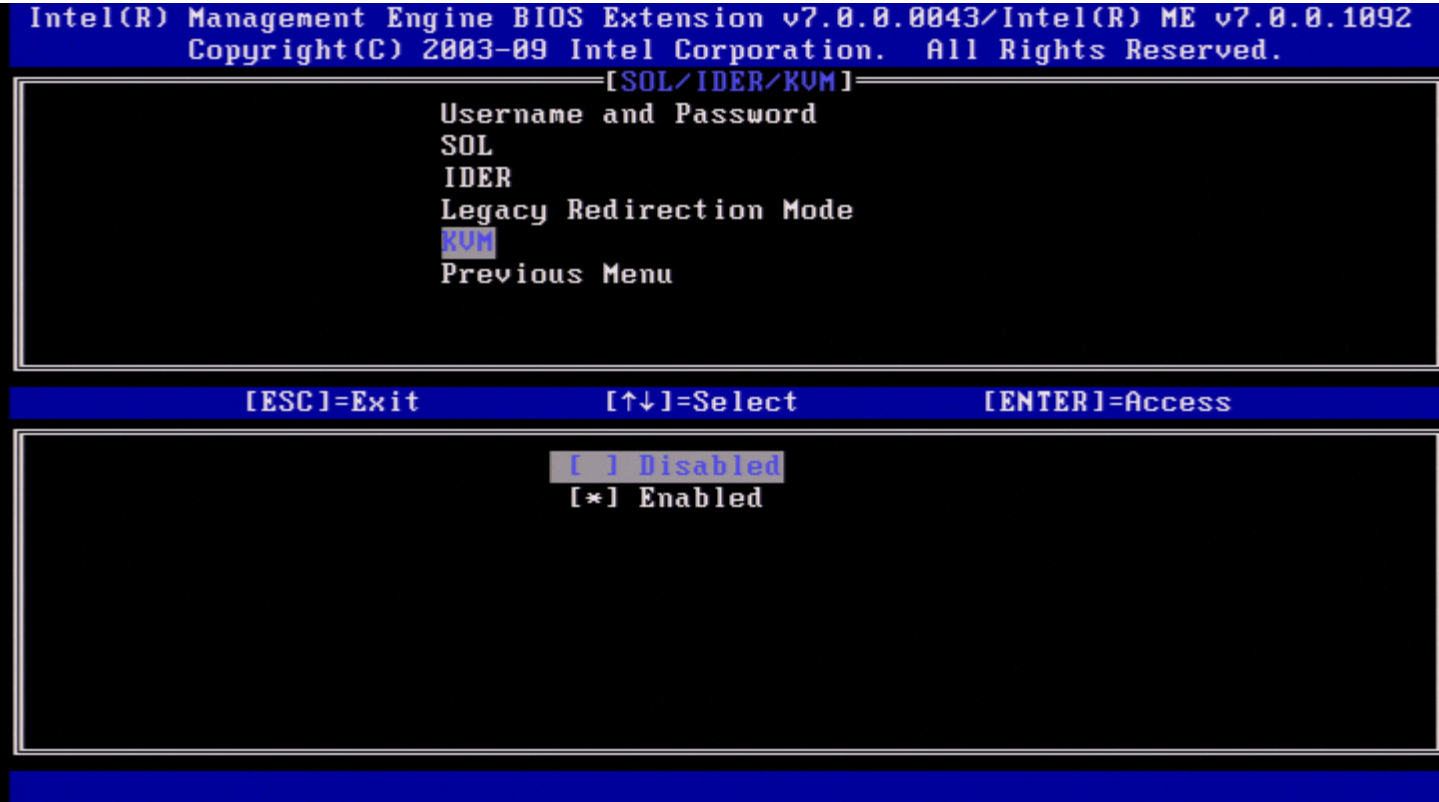 Intel(R) Management Engine BIOS Extension v7.0.0.0043/Intel(R) ME v7.0.0.1092
Copyright(C) 2003-09 Intel Corporation. All Rights Reserved.
[SOL/IDER/KVM]
Username and Password
SOL
IDER
Legacy Redirection Mode
KVM
Previous Menu
[ESC]=Exit [↑↓]=Select [ENTER]=Access
[ ] Disabled
[*] Enabled